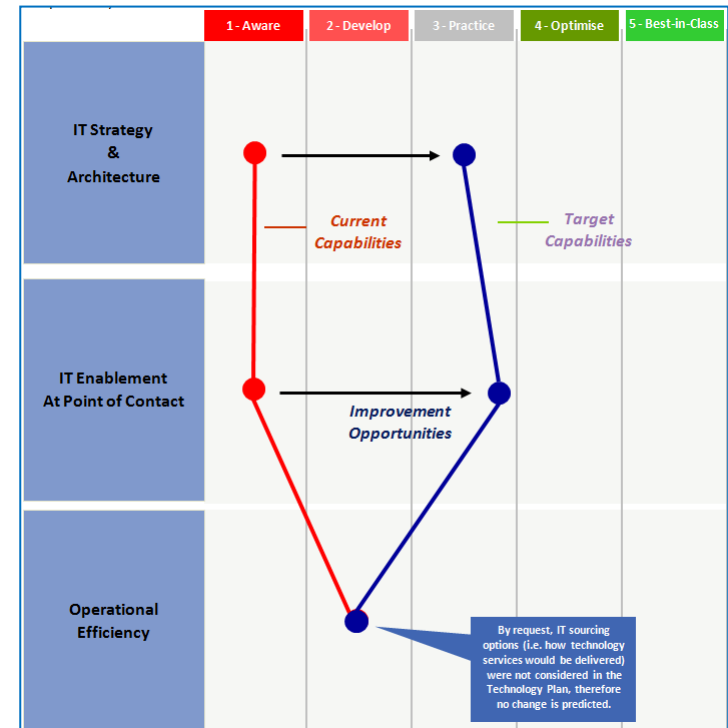 1 - Aware
2 - Develop
3 - Practice
4 - Optimise
5 - Best-in-Class
IT Strategy
&
Architecture
Current
Capabilities
Target
Capabilities
IT Enablement
At Point of Contact
Improvement
Opportunities
Operational
Efficiency
By request, IT sourcing
options (i.e. how technology
services would be delivered)
were not considered in the
Technology Plan, therefore
no change is predicted.